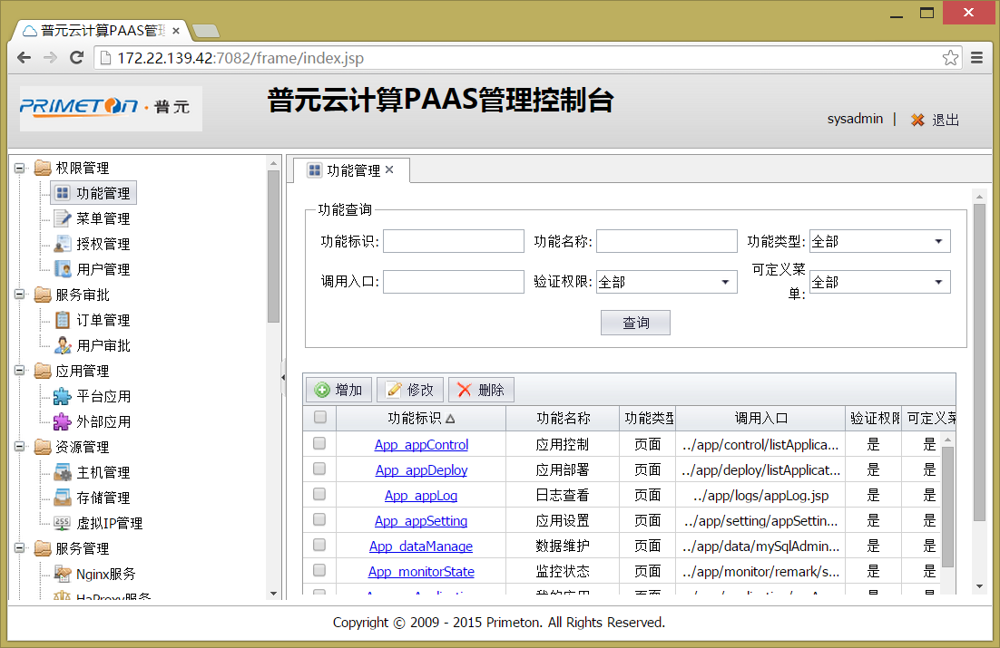 普元云计算PAAS管理
172.22.139.42:7082/frame/index.jsp
PRIMETON · 普元
普元云计算PAAS管理控制台
sysadmin | 退出
权限管理
功能管理
菜单管理
授权管理
用户管理
服务审批
订单管理
用户审批
应用管理
平台应用
外部应用
资源管理
主机管理
存储管理
虚拟IP管理
服务管理
Nginx服务
HaProxy服务
功能管理
功能查询
功能标识: 功能名称: 功能类型: 全部
调用入口: 验证权限: 全部 可定义菜单: 全部
查询
增加 修改 删除
功能标识 功能名称 功能类型 调用入口 验证权限 可定义菜
App_appControl 应用控制 页面 ../app/control/listApplica... 是 是
App_appDeploy 应用部署 页面 ../app/deploy/listApplicat... 是 是
App_appLog 日志查看 页面 ../app/logs/appLog.jsp 是 是
App_appSetting 应用设置 页面 ../app/setting/appSettin... 是 是
App_dataManage 数据维护 页面 ../app/data/mySqlAdmin... 是 是
App_monitorState 监控状态 页面 ../app/monitor/remark/s... 是 是
我的应用 页面 是 是
Copyright © 2009 - 2015 Primeton. All Rights Reserved.